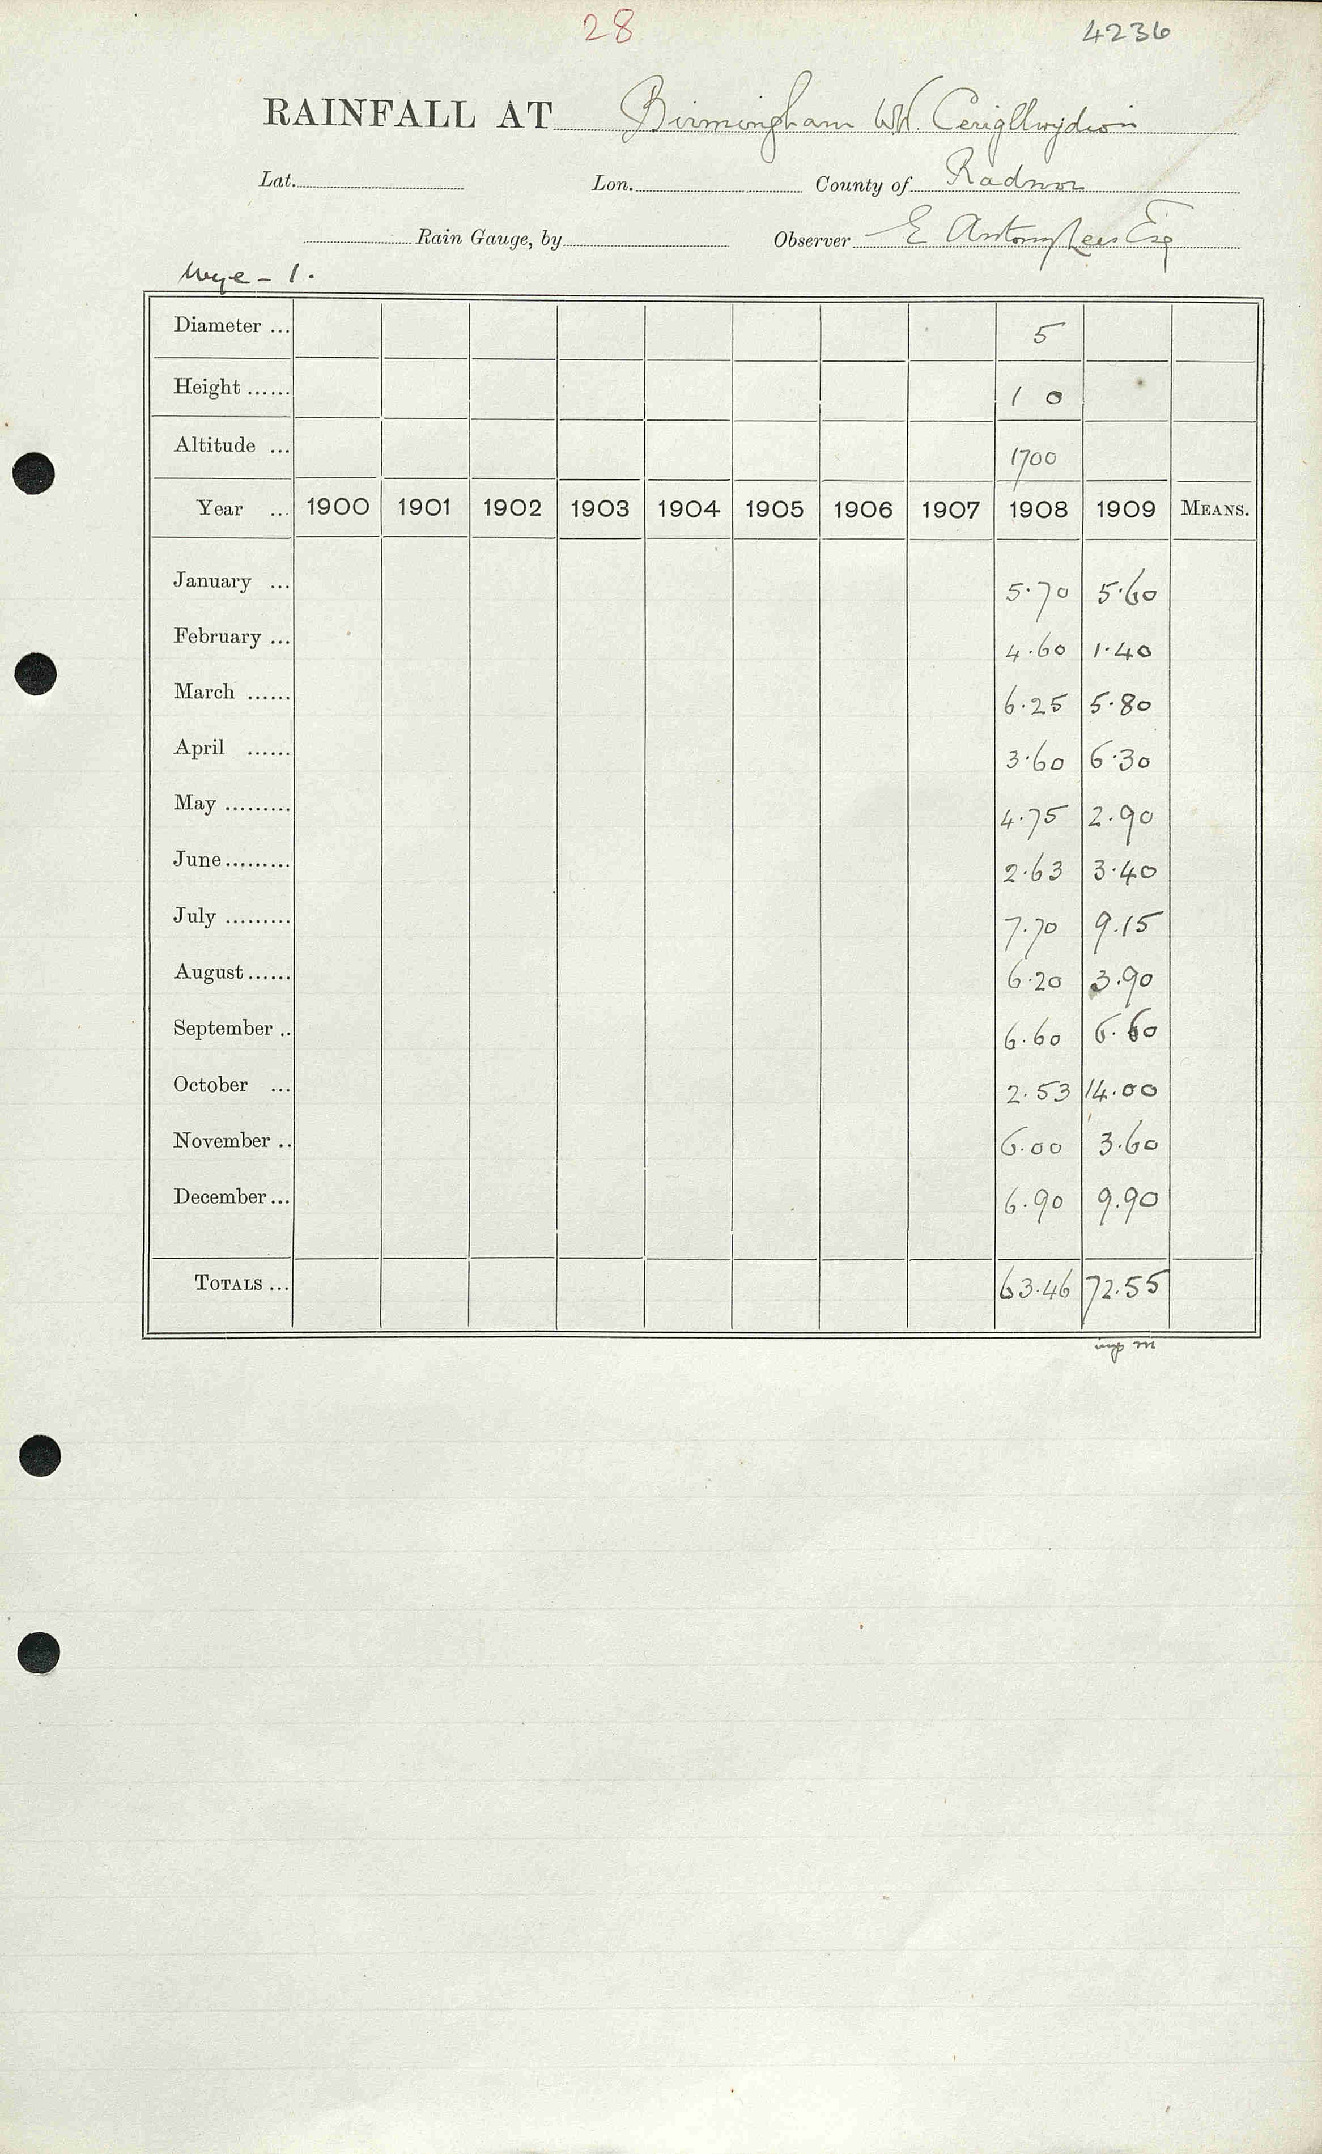 28 4236
RAINFALL AT Birmingham WW. Cerigllwydion
Lat. Lon. County of Radnor
Rain Gauge, by Observer E Antony Lees Esq
Wye - 1.
Diameter ... 5
Height ...... 1 0
Altitude ... 1700
Year ... 1900 1901 1902 1903 1904 1905 1906 1907 1908 1909 MEANS.
January ... 5.70 5.60
February ... 4.60 1.40
March ...... 6.25 5.80
April ...... 3.60 6.30
May ......... 4.75 2.90
June ......... 2.63 3.40
July ......... 7.70 9.15
August ...... 6.20 3.90
September .. 6.60 6.60
October ... 2.53 14.00
November .. 6.00 3.60
December ... 6.90 9.90
TOTALS ... 63.46 72.55